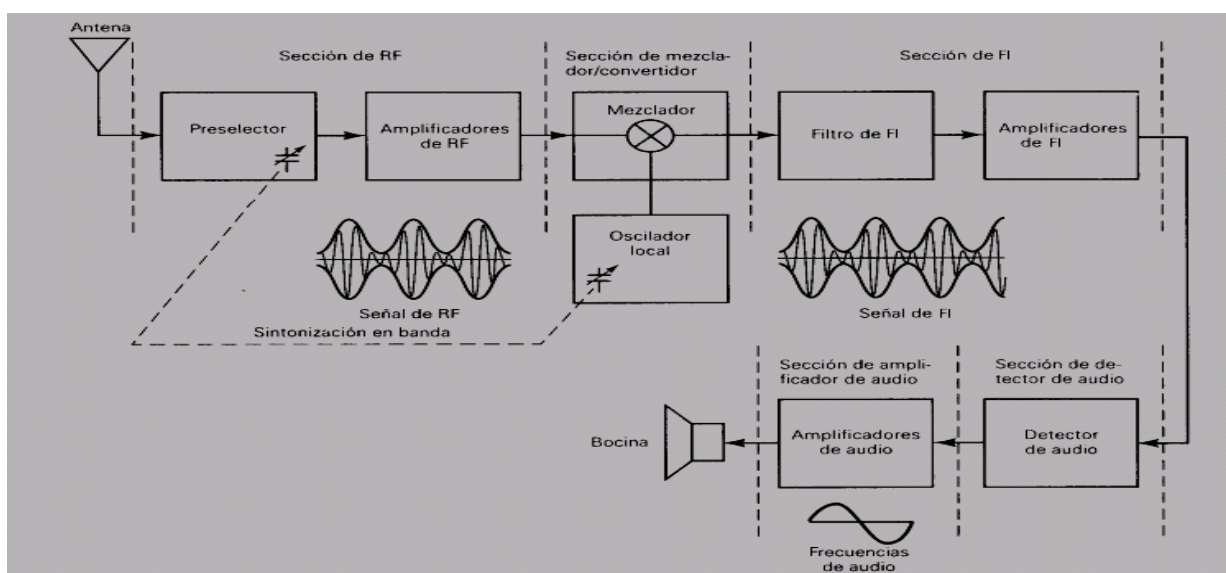 Antena
Sección de RF
Sección de mezcla-
dor/convertidor
Sección de FI
Preselector
Amplificadores
de RF
Mezclador
Filtro de FI
Amplificadores
de FI
Oscilador
local
Señal de RF
Señal de FI
Sintonización en banda
Sección de ampli-
ficador de audio
Sección de de-
tector de audio
Bocina
Amplificadores
de audio
Detector
de audio
Frecuencias
de audio